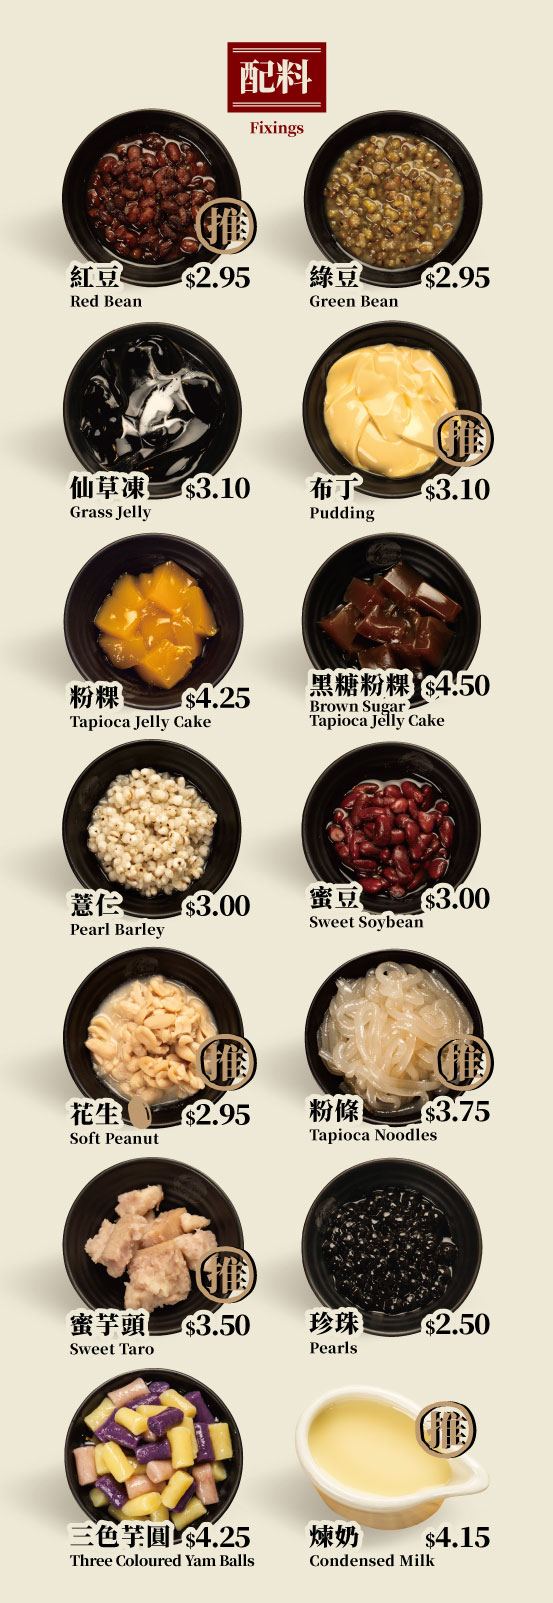 配料
Fixings
推
紅豆 $2.95
Red Bean
綠豆 $2.95
Green Bean
仙草凍 $3.10
Grass Jelly
推
布丁 $3.10
Pudding
粉粿 $4.25
Tapioca Jelly Cake
黑糖粉粿 $4.50
Brown Sugar
Tapioca Jelly Cake
薏仁 $3.00
Pearl Barley
蜜豆 $3.00
Sweet Soybean
推
花生 $2.95
Soft Peanut
推
粉條 $3.75
Tapioca Noodles
推
蜜芋頭 $3.50
Sweet Taro
珍珠 $2.50
Pearls
三色芋圓 $4.25
Three Coloured Yam Balls
推
煉奶 $4.15
Condensed Milk